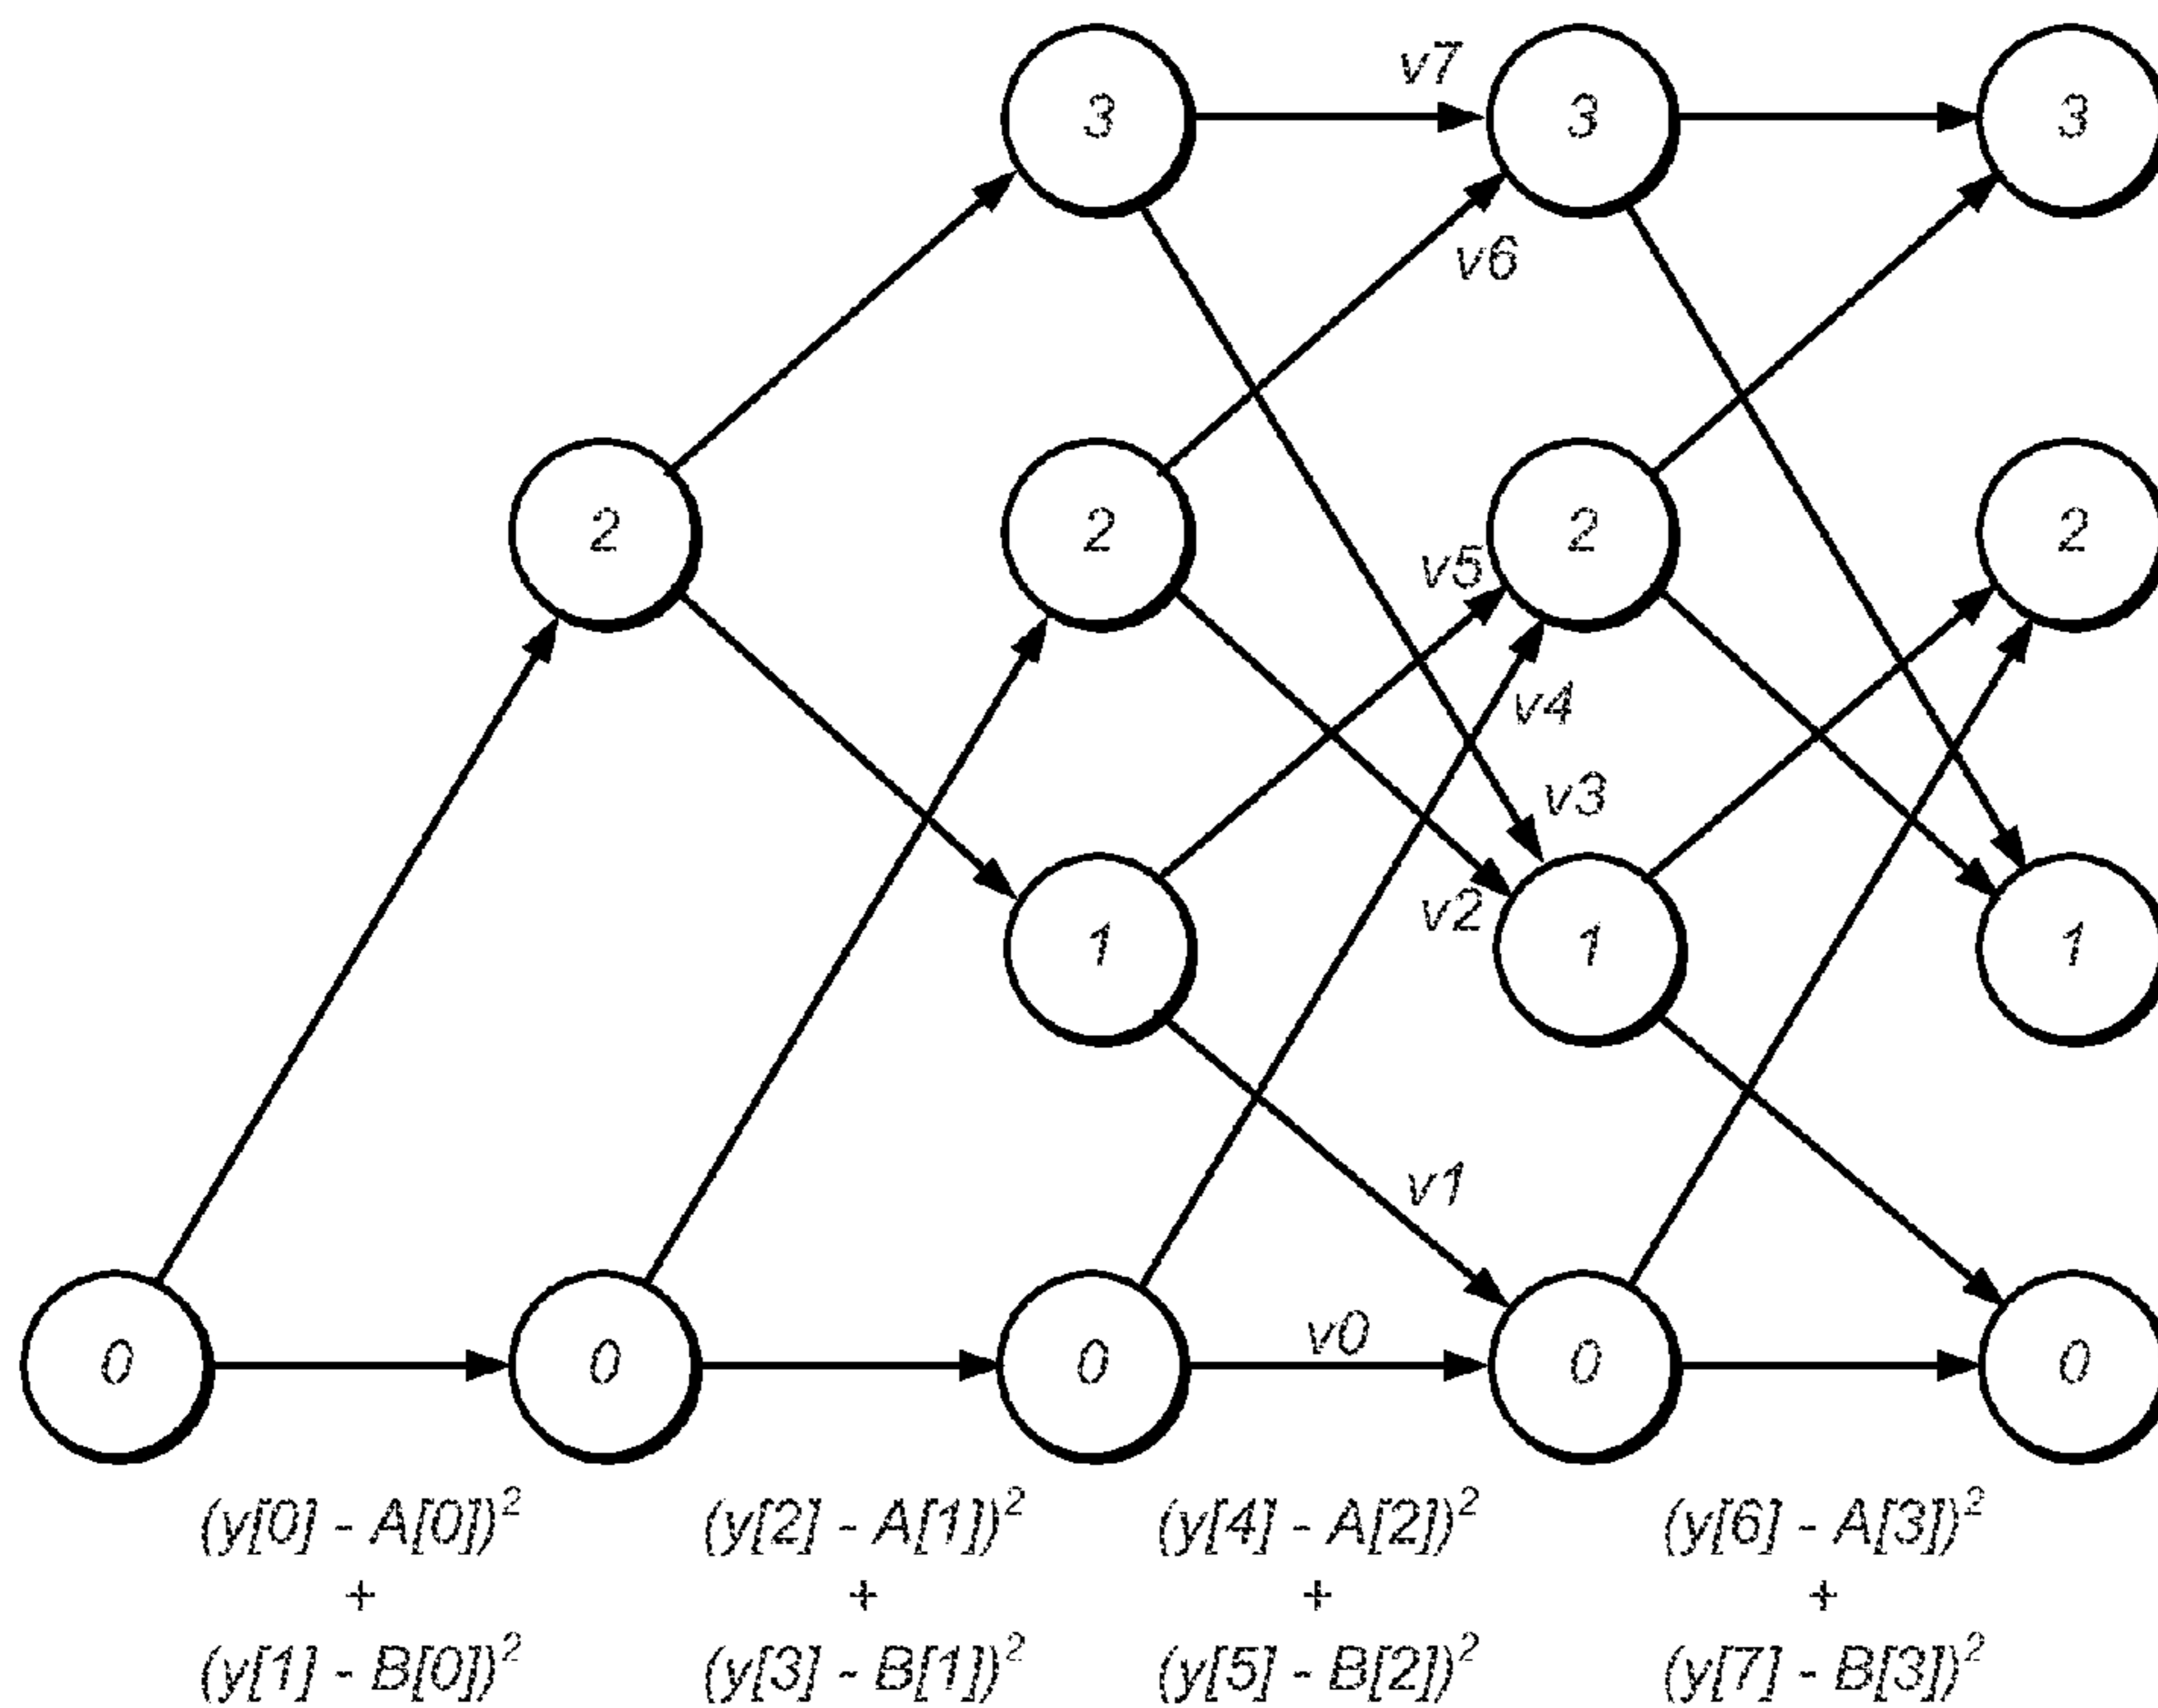 v7
3 3 3
v6
2 2 2 2
v5
v4
v3
v2
1 1 1
v1
v0
0 0 0 0 0
(y[0] - A[0])² (y[2] - A[1])² (y[4] - A[2])² (y[6] - A[3])²
+ + + +
(y[1] - B[0])² (y[3] - B[1])² (y[5] - B[2])² (y[7] - B[3])²